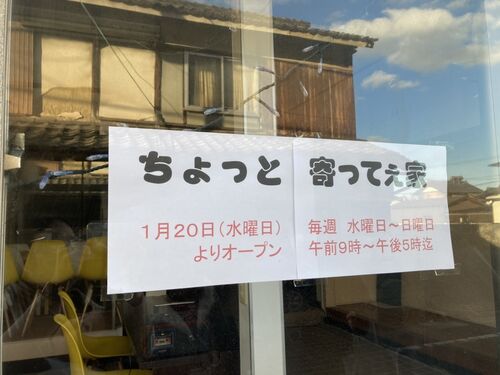 ちょっと 寄ってぇ家
1月20日(水曜日)
よりオープン
毎週 水曜日~日曜日
午前9時~午後5時迄